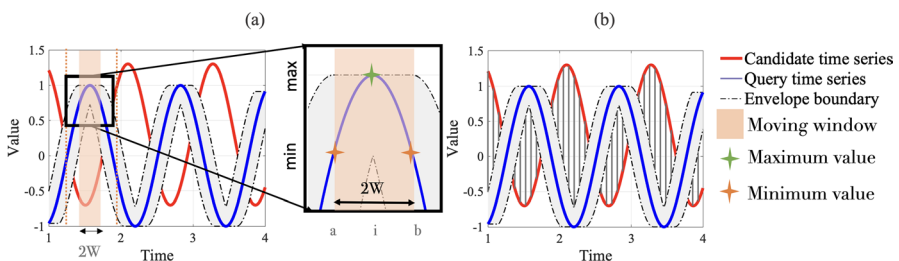 (a)
(b)
1.5
1
0.5
0
-0.5
-1
Value
1
2
3
4
2W
Time
max
min
2W
a
i
b
1.5
1
0.5
0
-0.5
-1
Value
1
2
3
4
Time
Candidate time series
Query time series
Envelope boundary
Moving window
Maximum value
Minimum value